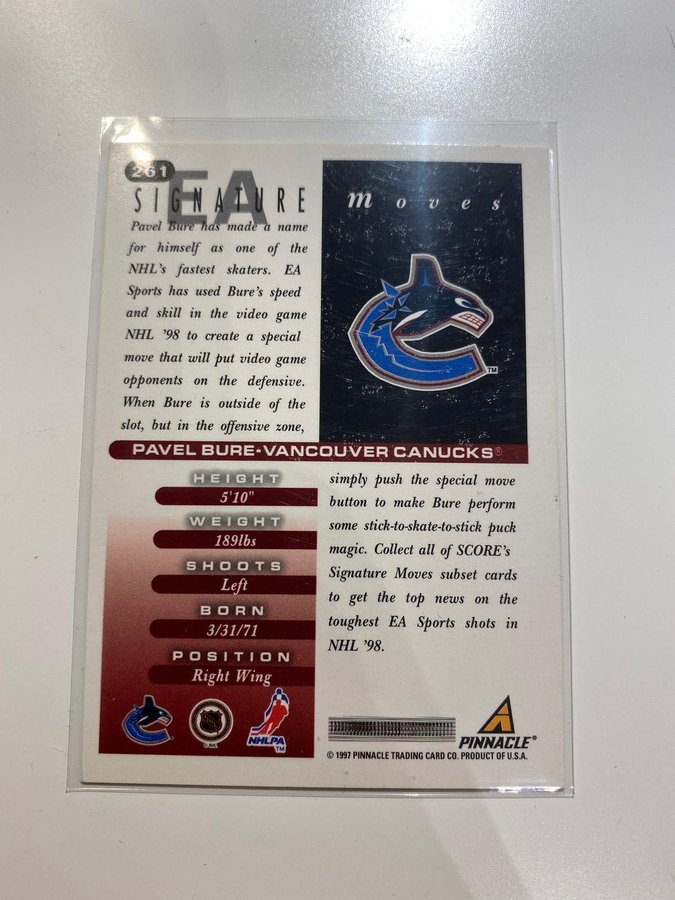 261
EA
SIGNATURE
Moves
Pavel Bure has made a name
for himself as one of the
NHL's fastest skaters. EA
Sports has used Bure's speed
and skill in the video game
NHL '98 to create a special
move that will put video game
opponents on the defensive.
When Bure is outside of the
slot, but in the offensive zone,
TM
PAVEL BURE-VANCOUVER CANUCKS®
HEIGHT
5'10"
WEIGHT
189lbs
SHOOTS
Left
BORN
3/31/71
POSITION
Right Wing
simply push the special move
button to make Bure perform
some stick-to-skate-to-stick puck
magic. Collect all of SCORE's
Signature Moves subset cards
to get the top news on the
toughest EA Sports shots in
NHL '98.
NHLPA
TM
PINNACLE®
© 1997 PINNACLE TRADING CARD CO. PRODUCT OF U.S.A.